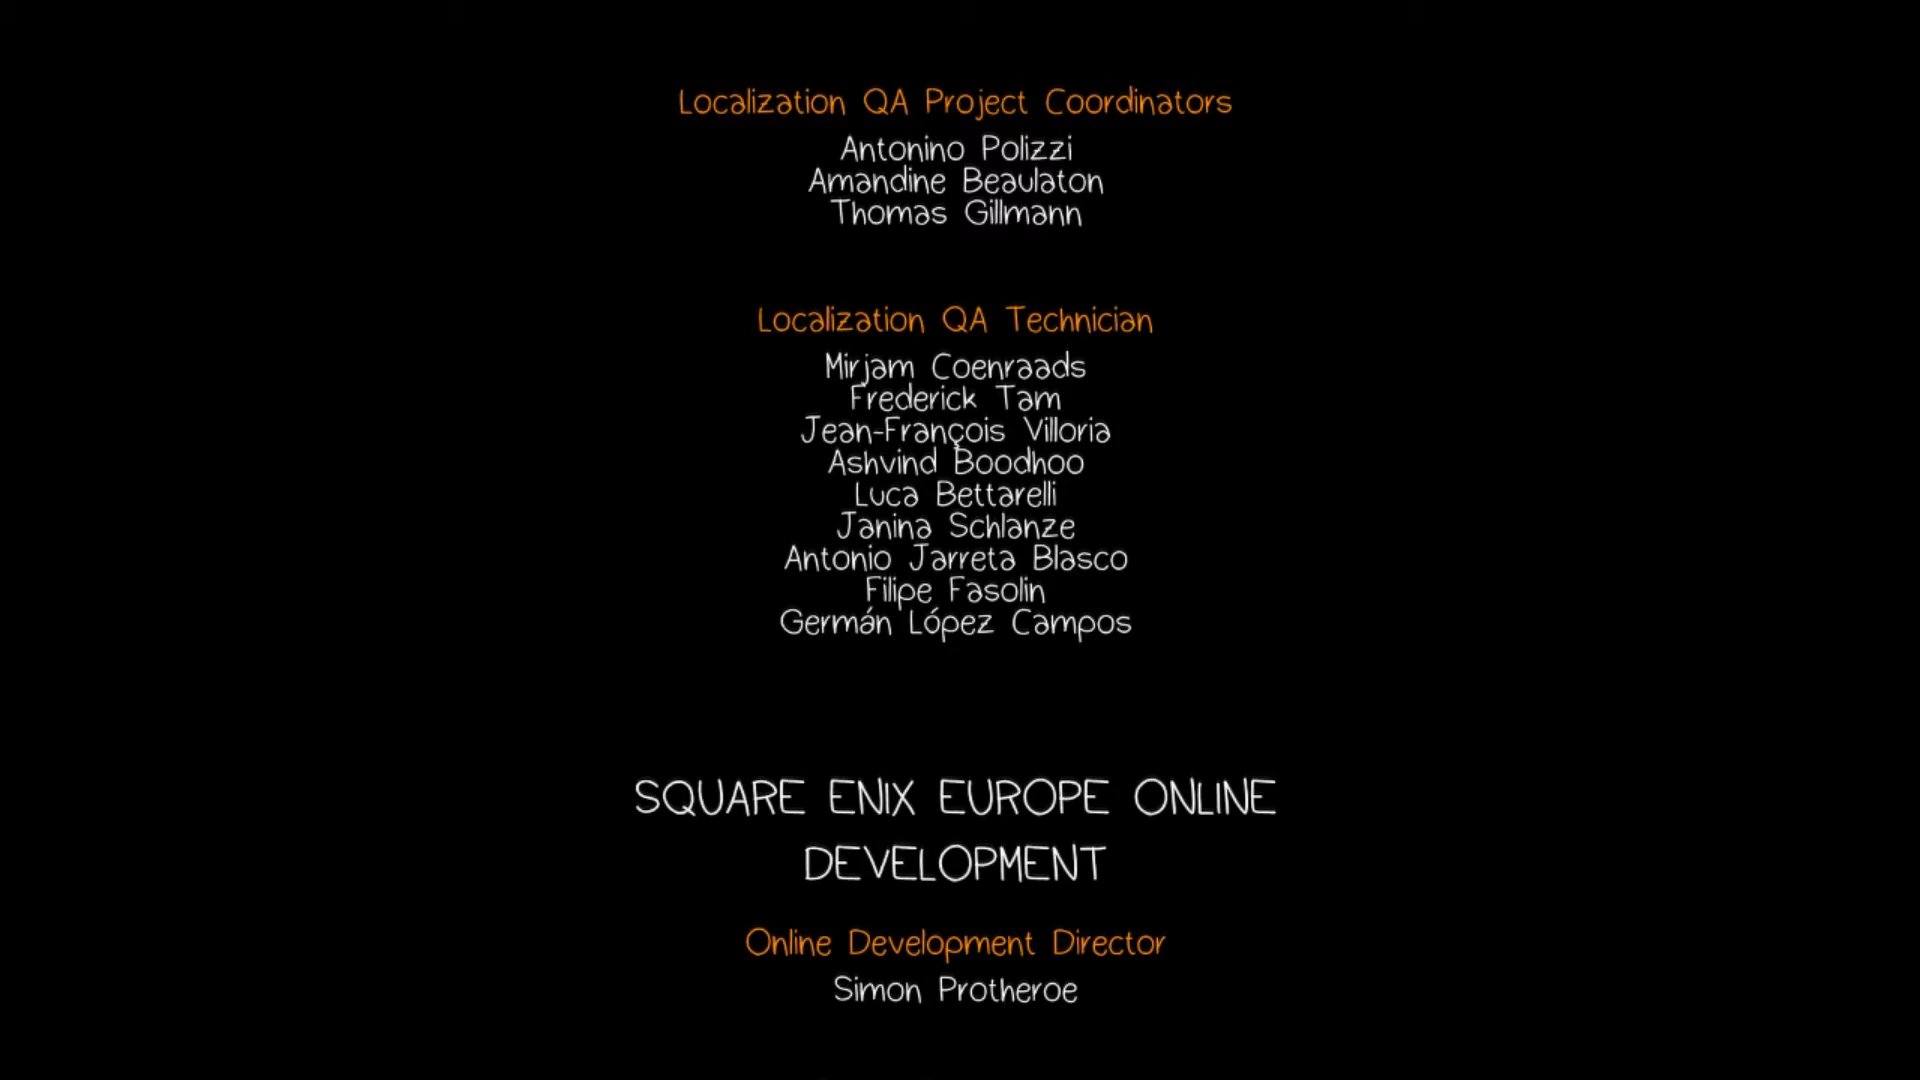 Localization QA Project Coordinators
Antonino Polizzi
Amandine Beaulaton
Thomas Gillmann
Localization QA Technician
Mirjam Coenraads
Frederick Tam
Jean-François Villoria
Ashvind Boodhoo
Luca Bettarelli
Janina Schlanze
Antonio Jarreta Blasco
Filipe Fasolin
Germán López Campos
SQUARE ENIX EUROPE ONLINE
DEVELOPMENT
Online Development Director
Simon Protheroe